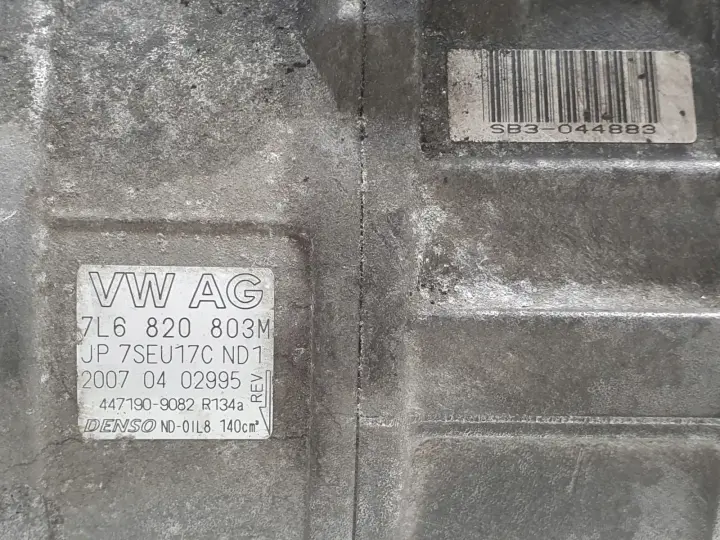 SB3-044883
VW AG
7L6 820 803M
JP 7SEU17C ND1
2007 04 02995
REV
447190-9082 R134a
DENSO ND-OIL8 140cm³